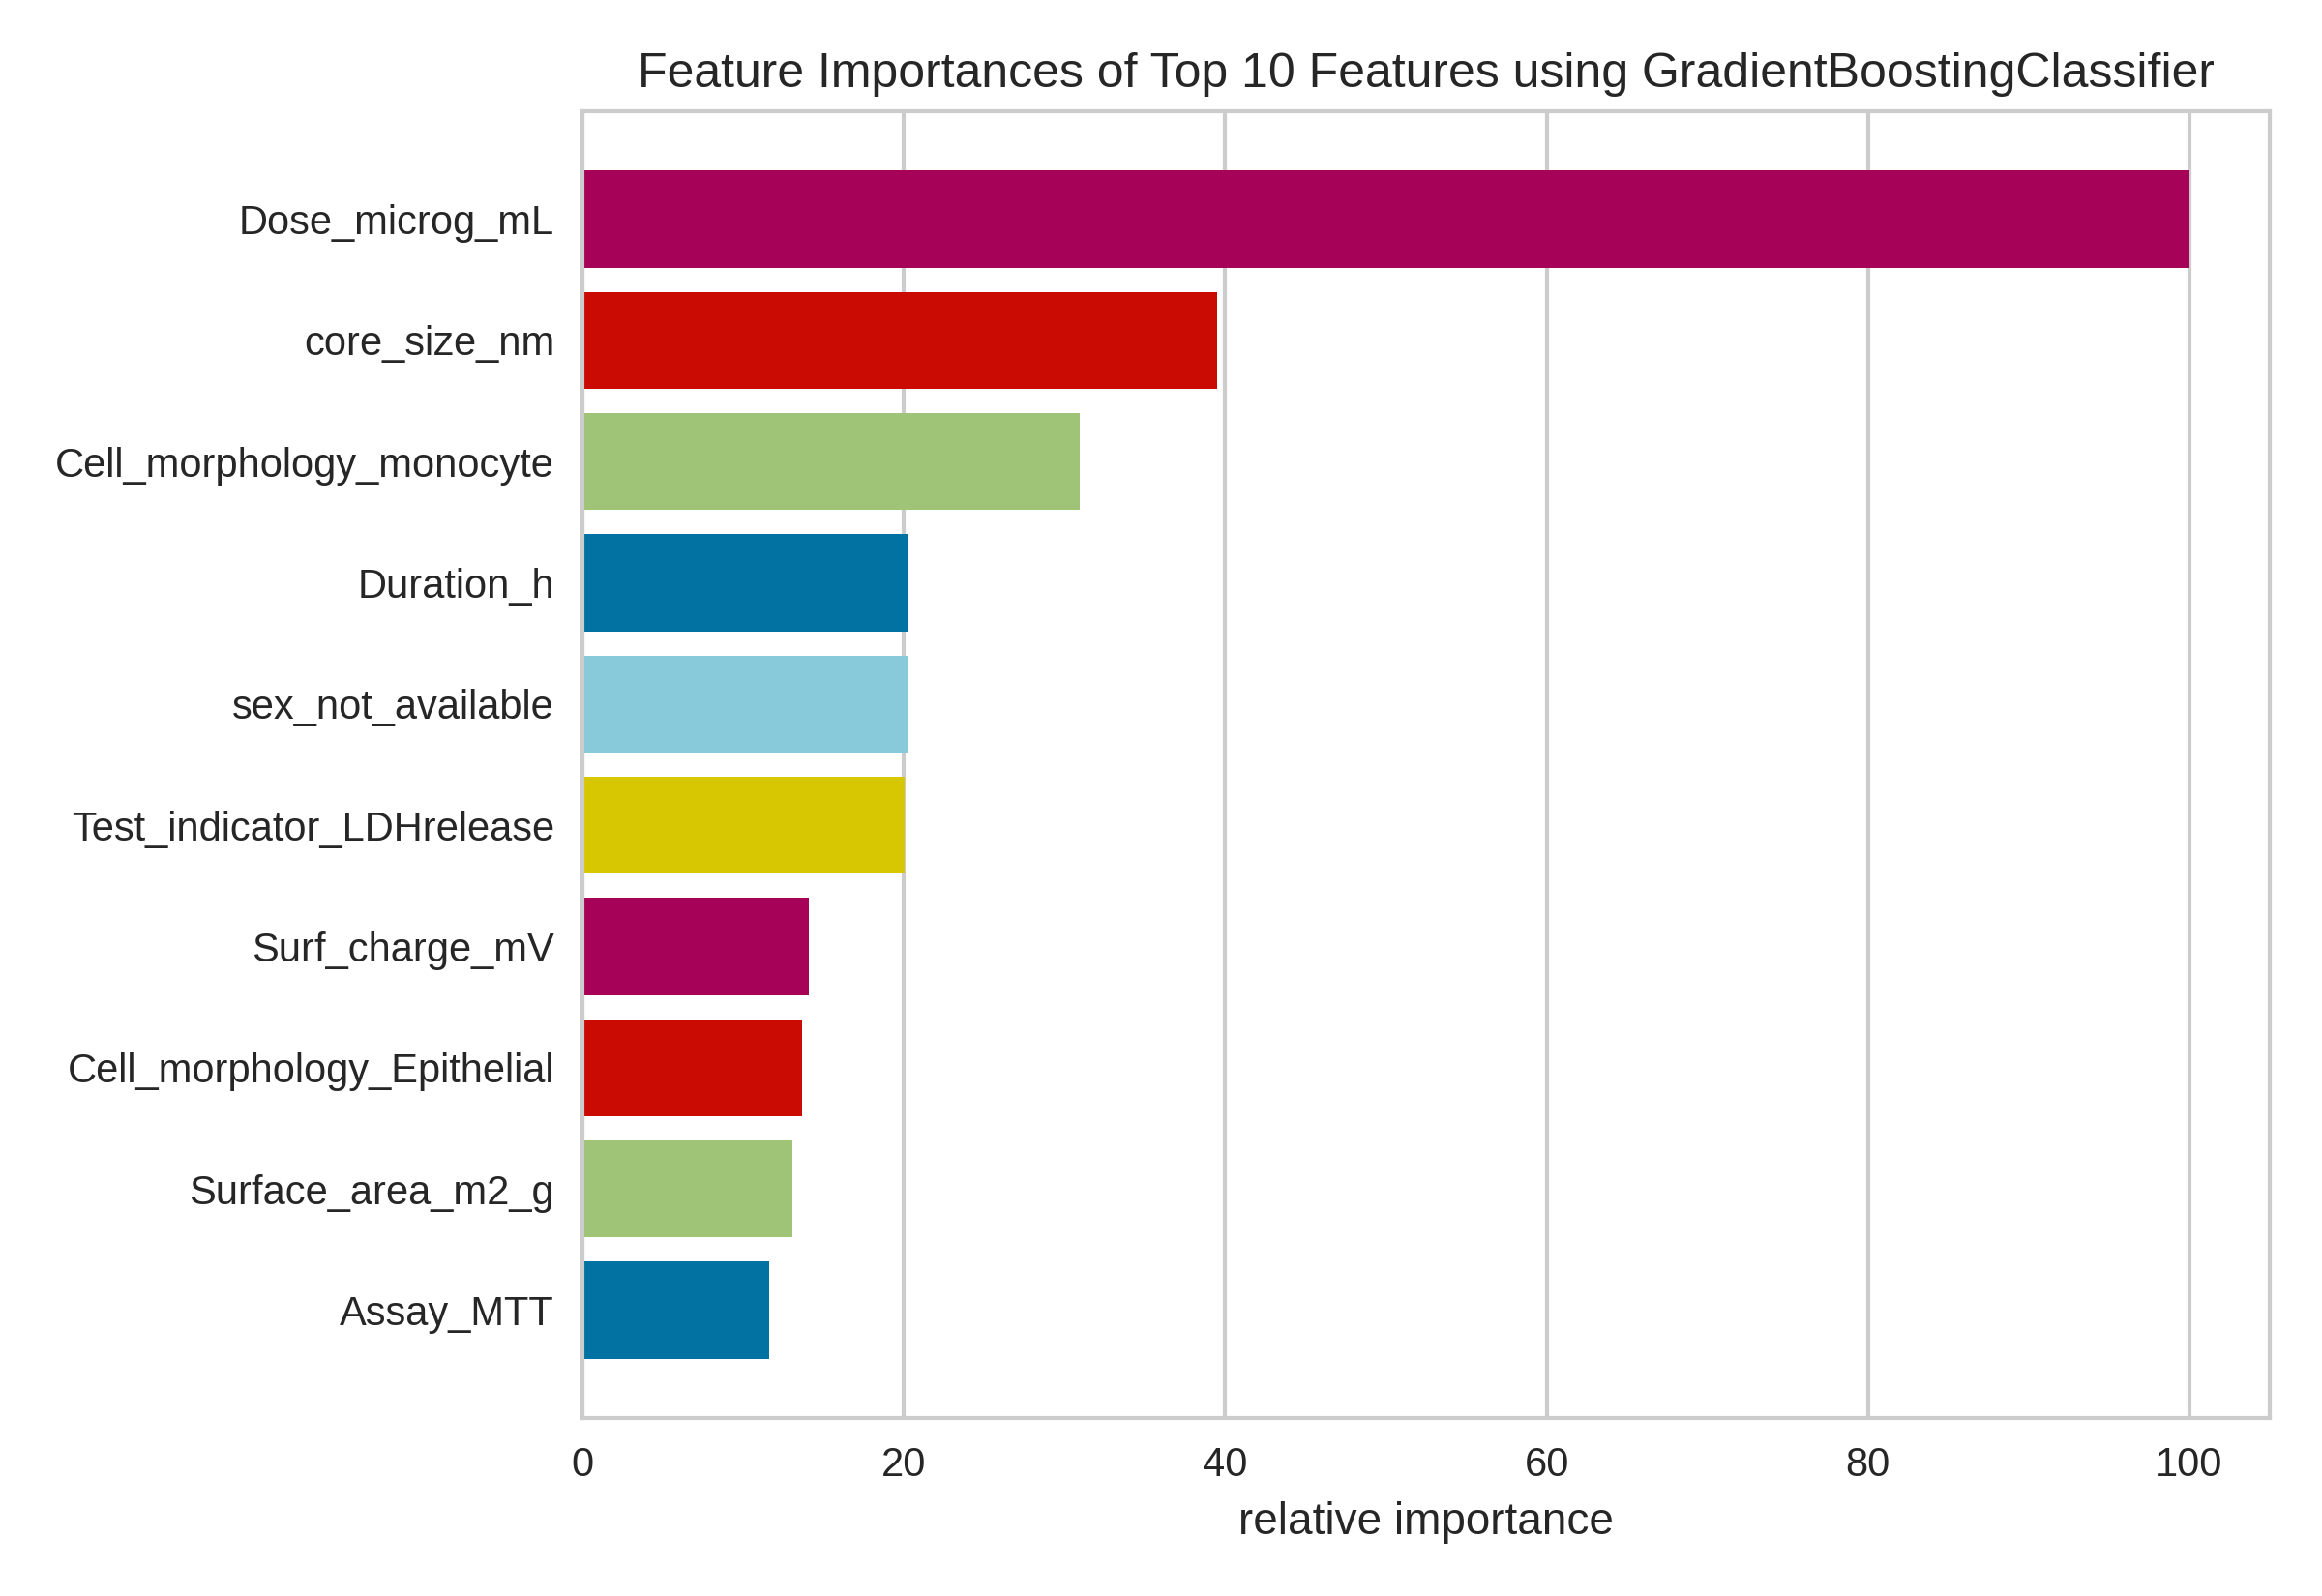 Feature Importances of Top 10 Features using GradientBoostingClassifier
Dose_microg_mL
core_size_nm
Cell_morphology_monocyte
Duration_h
sex_not_available
Test_indicator_LDHrelease
Surf_charge_mV
Cell_morphology_Epithelial
Surface_area_m2_g
Assay_MTT
0 20 40 60 80 100
relative importance